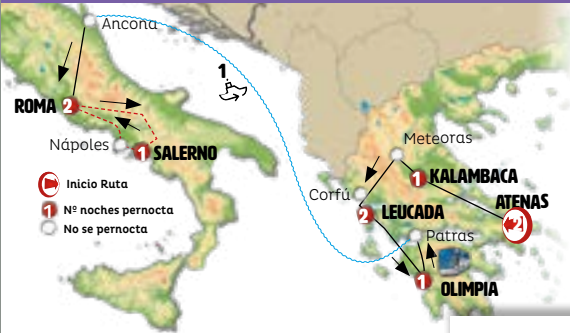 Ancona
1
ROMA 2
Nápoles
1 SALERNO
Inicio Ruta
1 Nº noches pernocta
No se pernocta
Meteoras
1 KALAMBACA
Corfú
ATENAS
2 LEUCADA
Patras
1
OLIMPIA